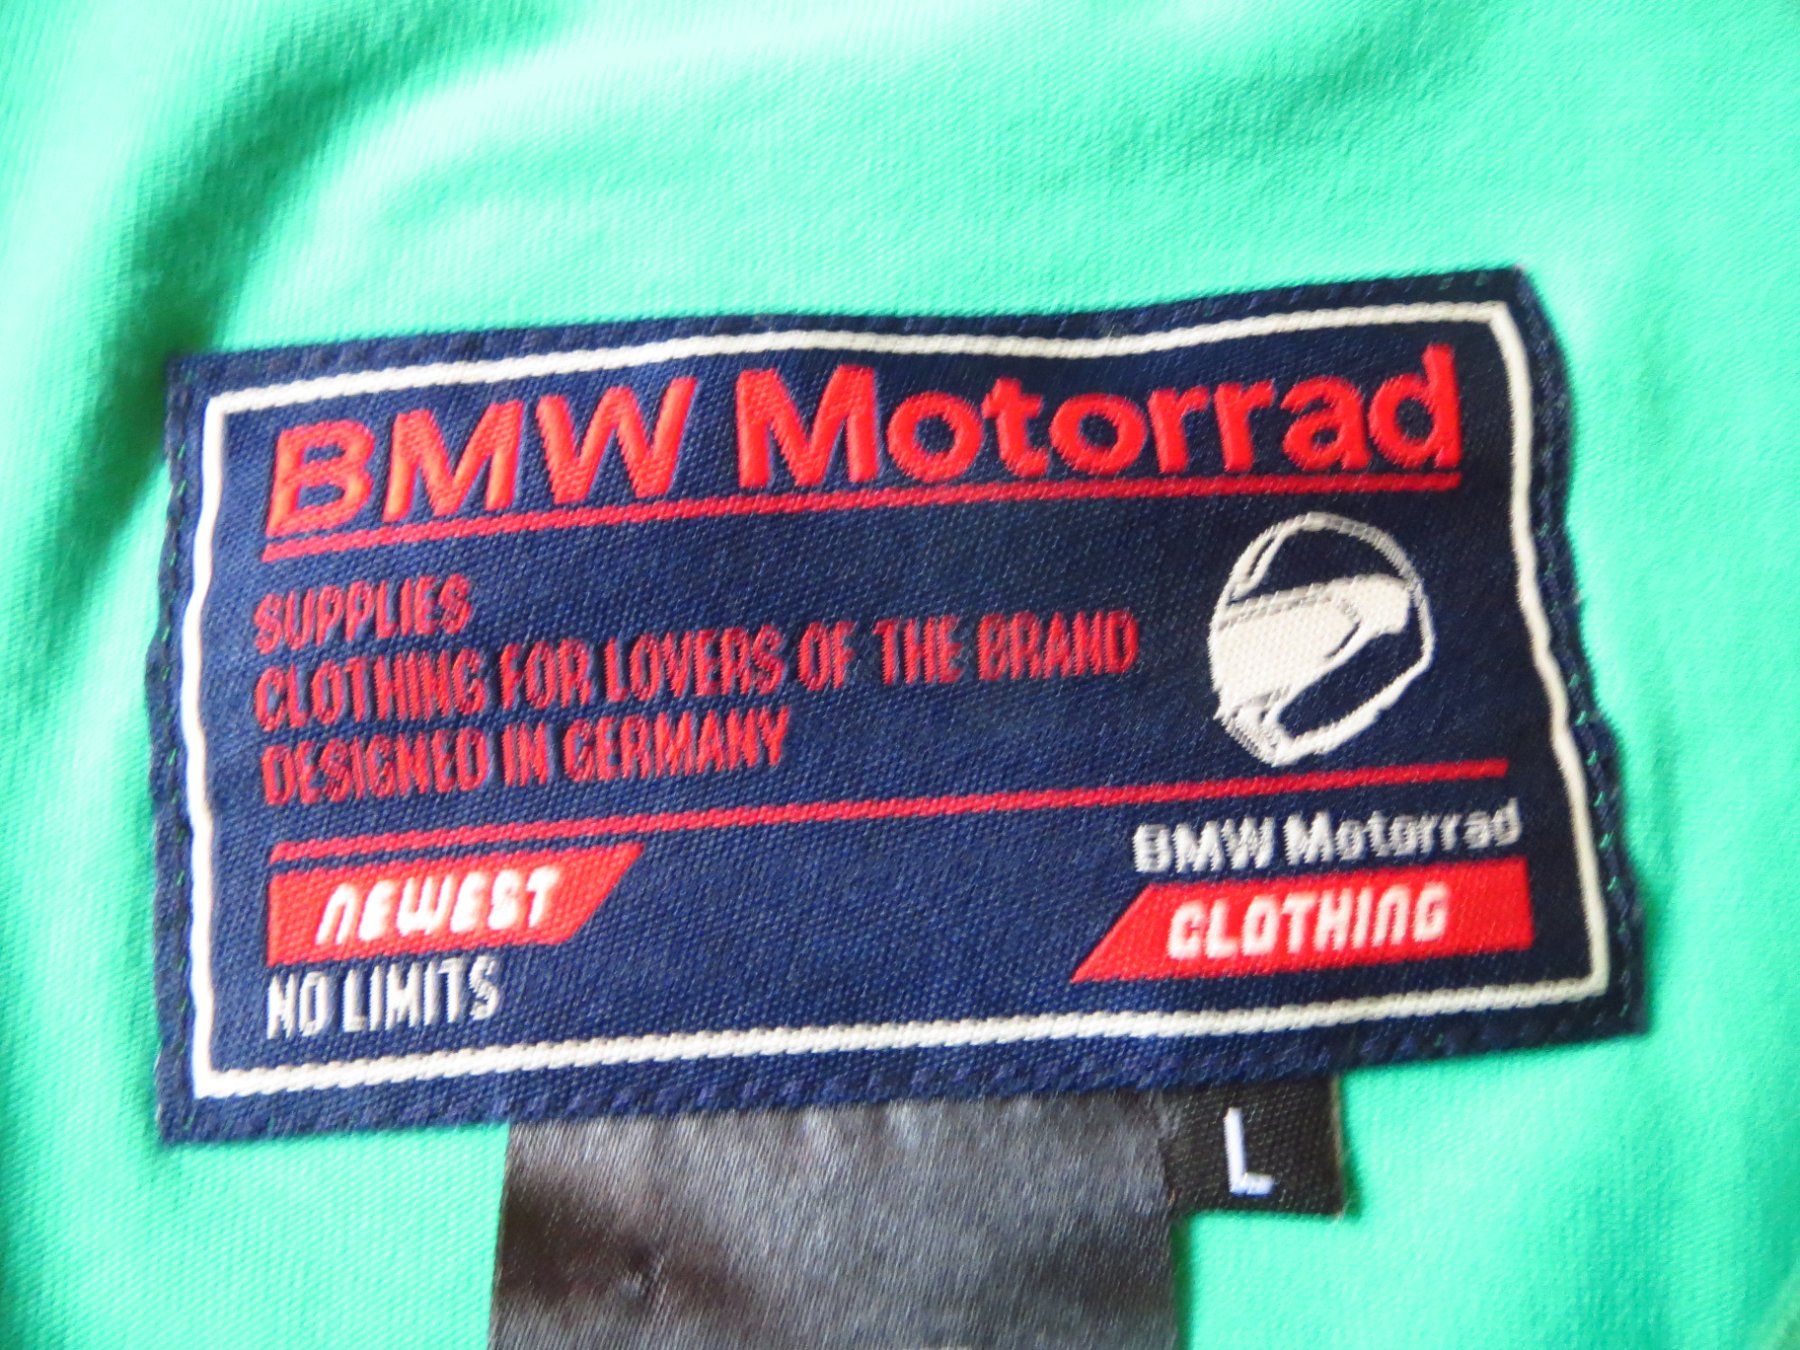 BMW Motorrad
SUPPLIES
CLOTHING FOR LOVERS OF THE BRAND
DESIGNED IN GERMANY
NEWEST
NO LIMITS
BMW Motorrad
CLOTHING
L